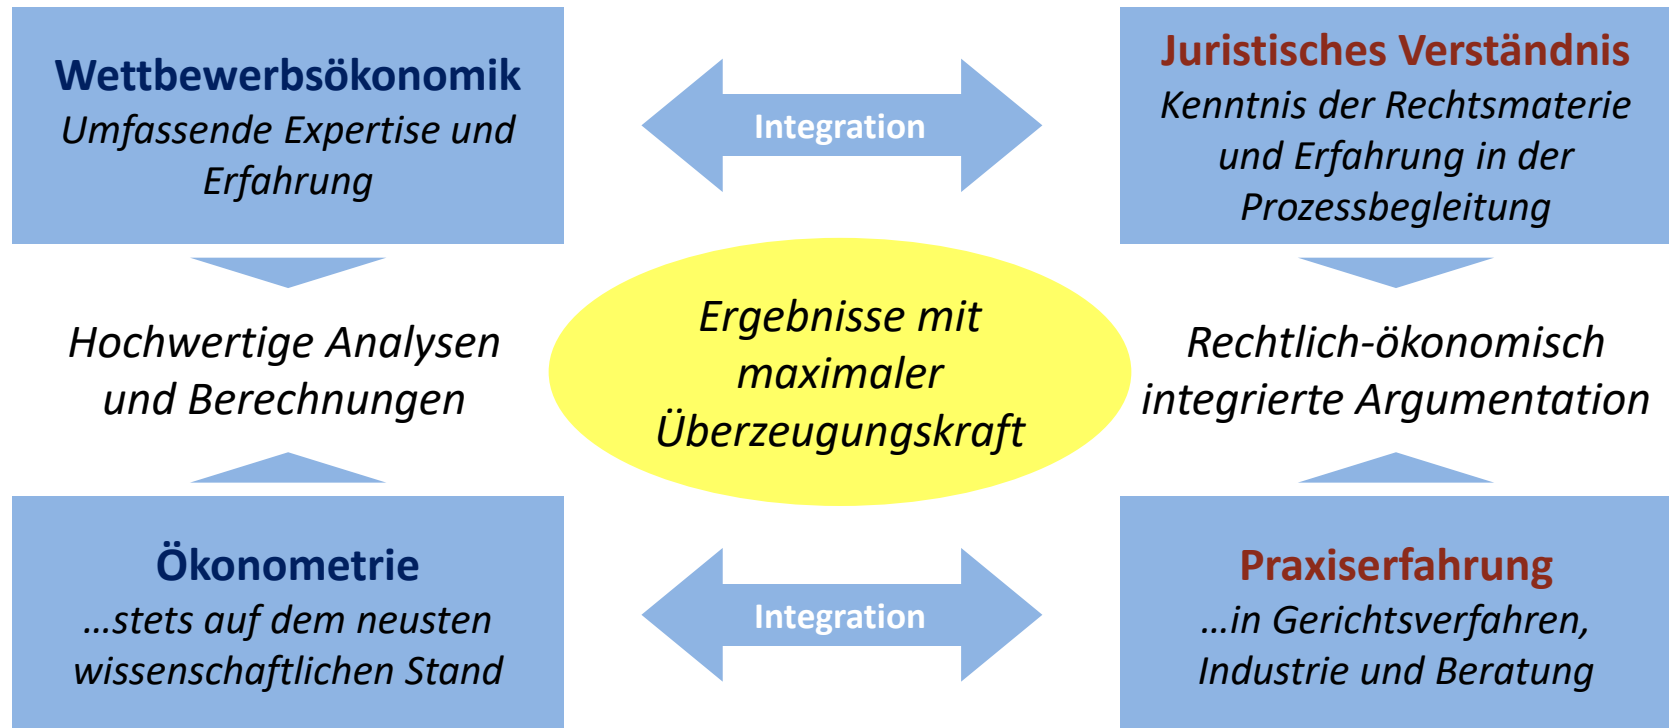 Wettbewerbsökonomik
Umfassende Expertise und
Erfahrung
Integration
Juristisches Verständnis
Kenntnis der Rechtsmaterie
und Erfahrung in der
Prozessbegleitung
Hochwertige Analysen
und Berechnungen
Ergebnisse mit
maximaler
Überzeugungskraft
Rechtlich-ökonomisch
integrierte Argumentation
Ökonometrie
…stets auf dem neusten
wissenschaftlichen Stand
Integration
Praxiserfahrung
…in Gerichtsverfahren,
Industrie und Beratung